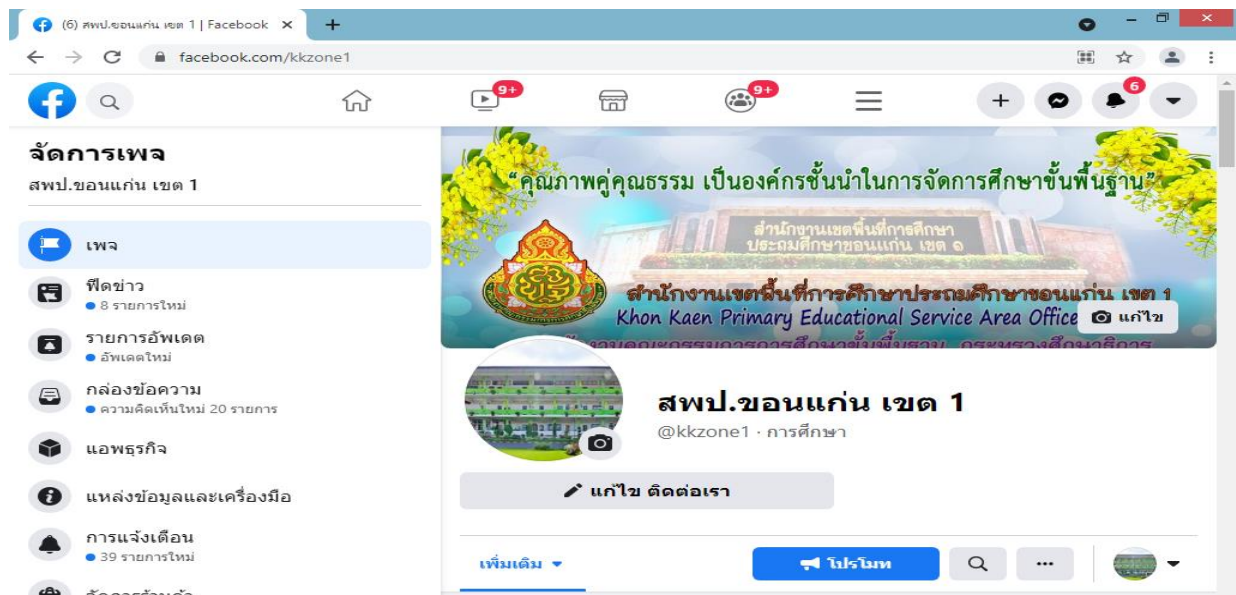 (6) สพป.ขอนแก่น เขต 1 | Facebook
facebook.com/kkzone1
9+
9+
6
จัดการเพจ
สพป.ขอนแก่น เขต 1
เพจ
ฟีดข่าว
8 รายการใหม่
รายการอัพเดต
อัพเดตใหม่
กล่องข้อความ
ความคิดเห็นใหม่ 20 รายการ
แอพธุรกิจ
แหล่งข้อมูลและเครื่องมือ
การแจ้งเตือน
39 รายการใหม่
“คุณภาพคู่คุณธรรม เป็นองค์กรชั้นนำในการจัดการศึกษาขั้นพื้นฐาน”
สำนักงานเขตพื้นที่การศึกษา
ประถมศึกษาขอนแก่น เขต ๑
สำนักงานเขตพื้นที่การศึกษาประถมศึกษาขอนแก่น เขต 1
Khon Kaen Primary Educational Service Area Office
แก้ไข
สพป.ขอนแก่น เขต 1
@kkzone1 · การศึกษา
แก้ไข ติดต่อเรา
เพิ่มเติม
โปรโมท